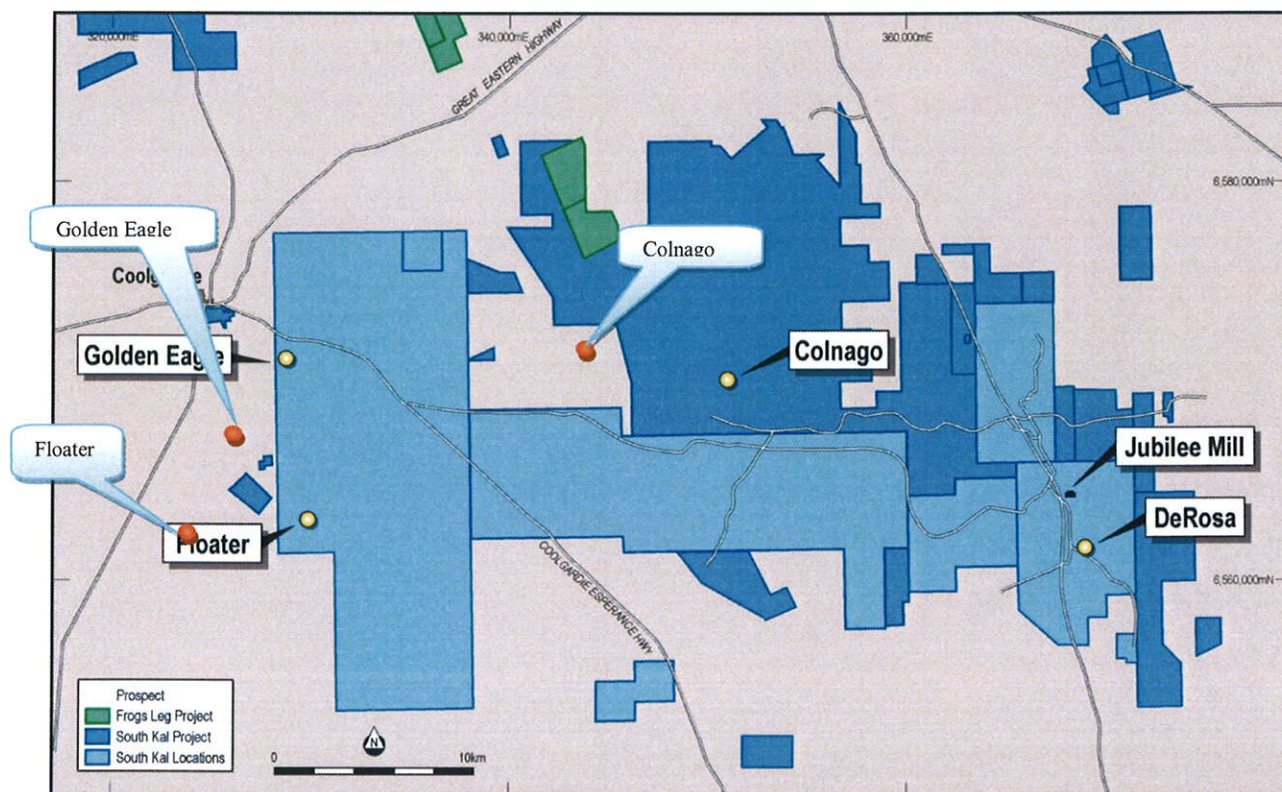 320,000mE
340,000mE
360,000mE
GREAT EASTERN HIGHWAY
6,580,000mN
Golden Eagle
Colnago
Golden Eagle
Colnago
Floater
Jubilee Mill
DeRosa
Floater
6,560,000mN
COOLGARDIE ESPERANCE HWY
Prospect
Frogs Leg Project
South Kal Project
South Kal Locations
N
0
10km